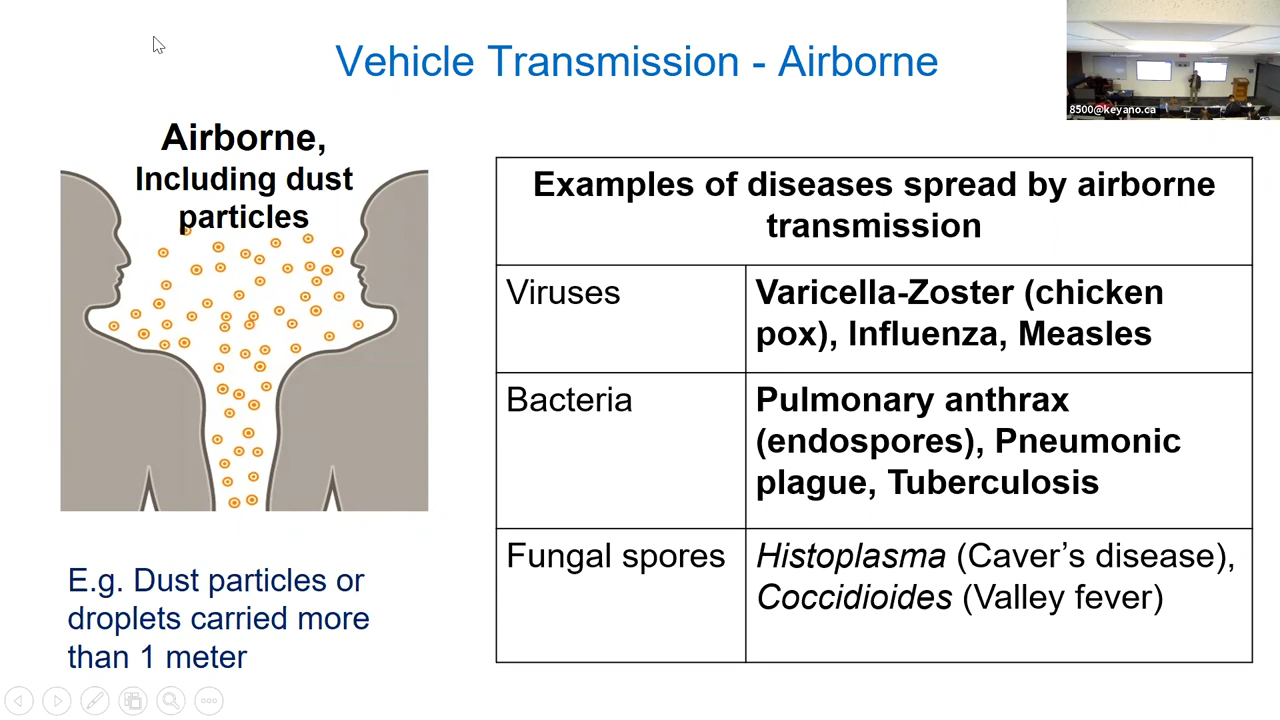 Vehicle Transmission - Airborne
8500@keyano.ca
Airborne,
Including dust
particles
E.g. Dust particles or
droplets carried more
than 1 meter
Examples of diseases spread by airborne
transmission
Viruses
Varicella-Zoster (chicken
pox), Influenza, Measles
Bacteria
Pulmonary anthrax
(endospores), Pneumonic
plague, Tuberculosis
Fungal spores
Histoplasma (Caver’s disease),
Coccidioides (Valley fever)